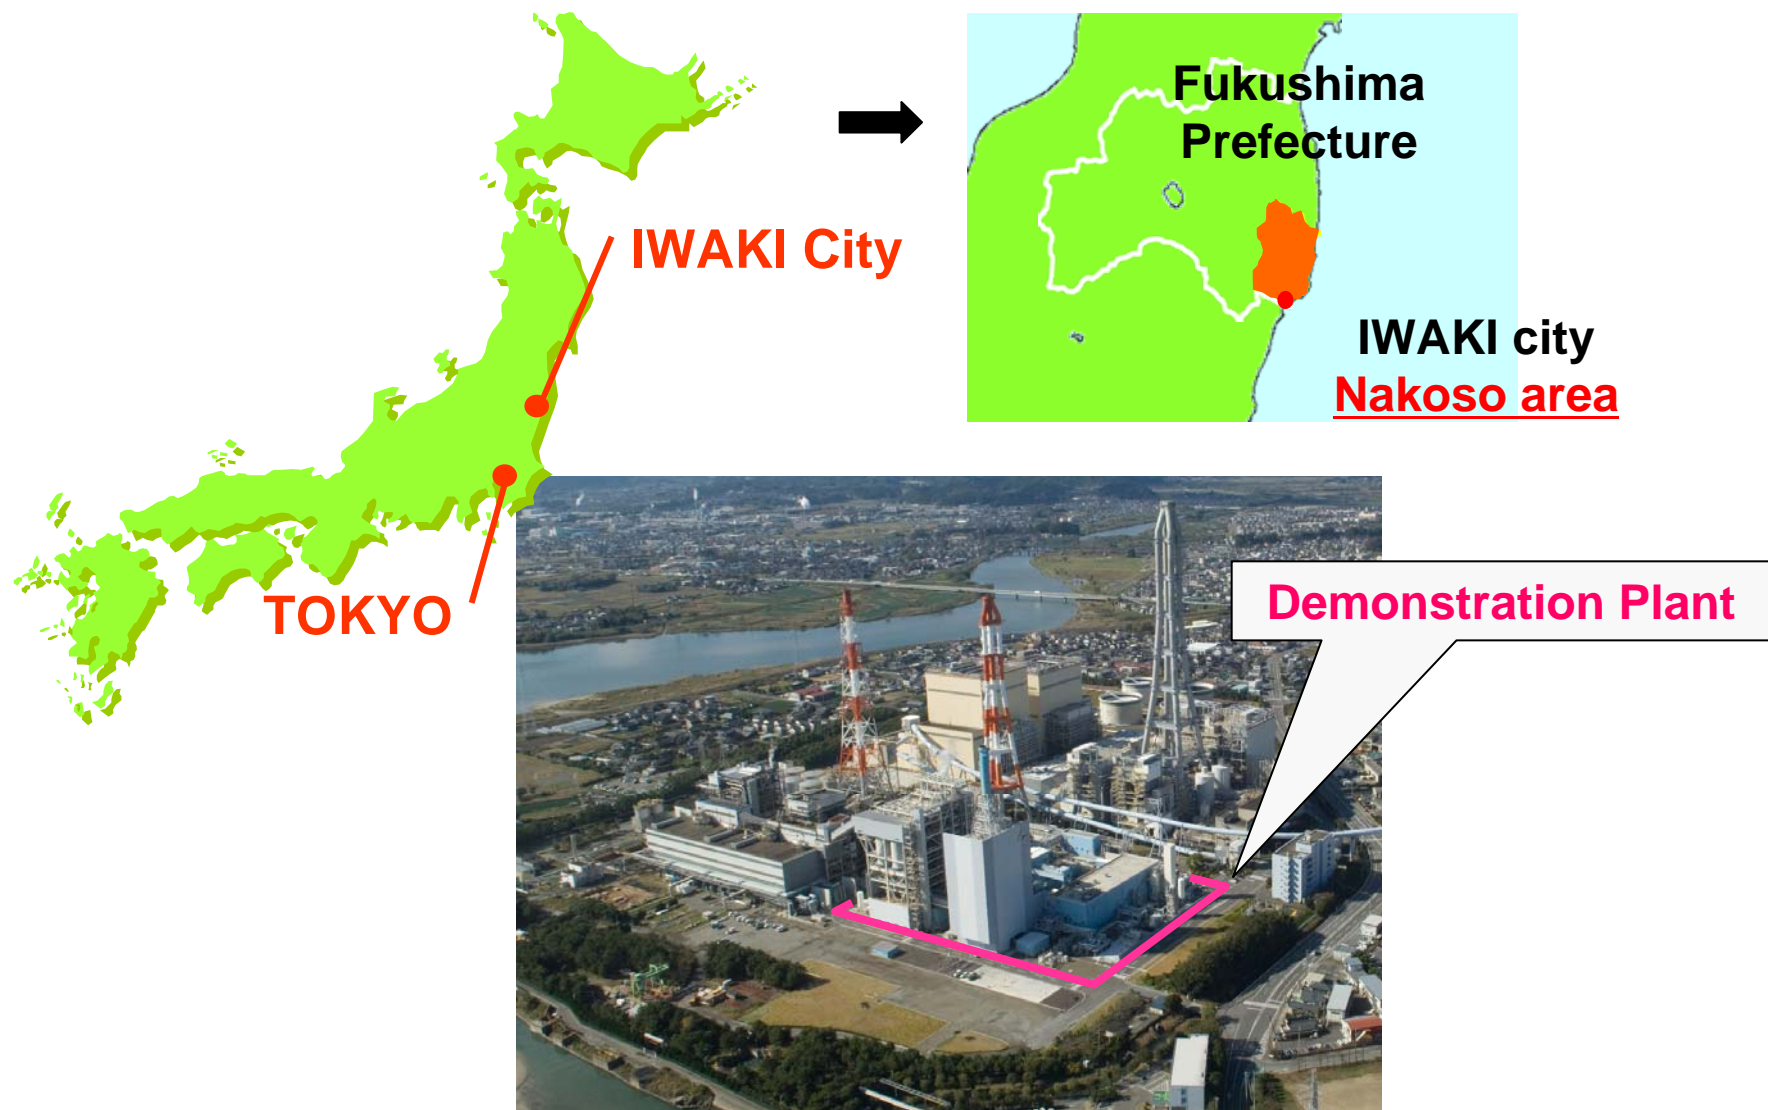 Fukushima
Prefecture
IWAKI City
IWAKI city
Nakoso area
TOKYO
Demonstration Plant